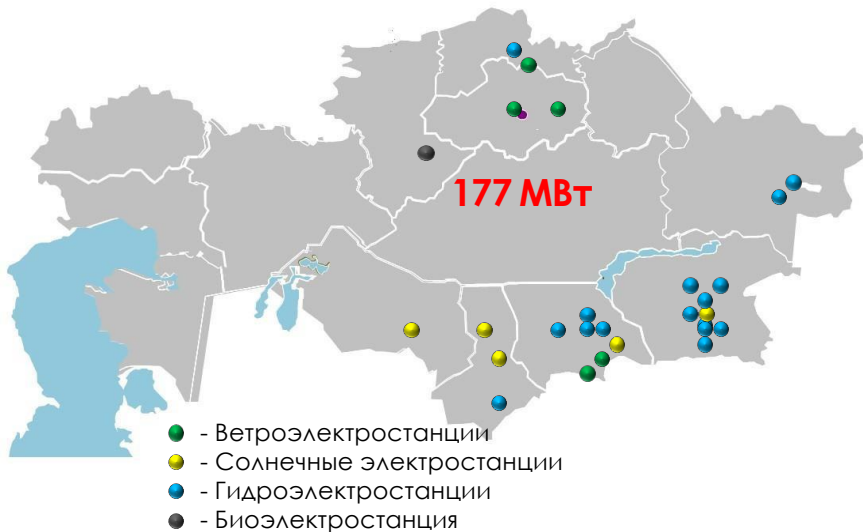 177 МВт
- Ветроэлектростанции
- Солнечные электростанции
- Гидроэлектростанции
- Биоэлектростанция